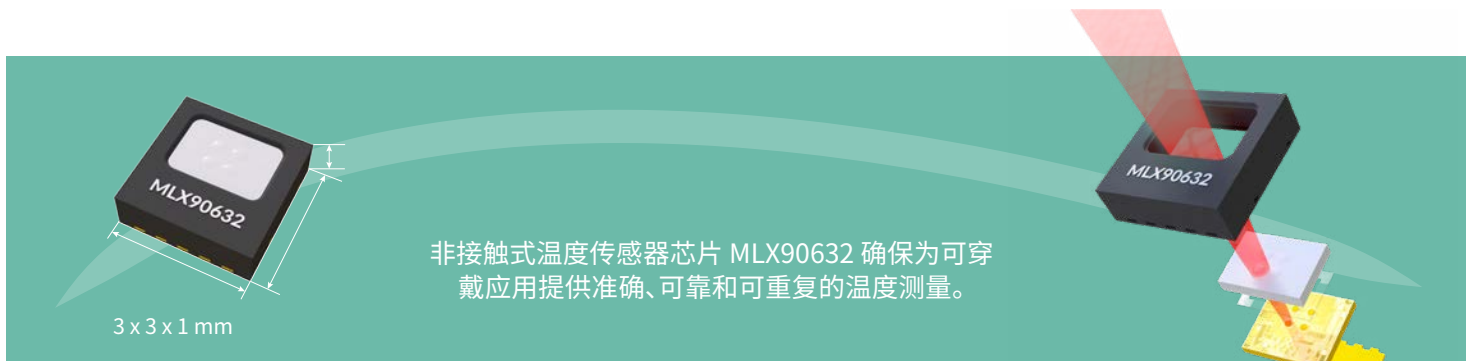 MLX90632
MLX90632
非接触式温度传感器芯片 MLX90632 确保为可穿
戴应用提供准确、可靠和可重复的温度测量。
3 x 3 x 1 mm